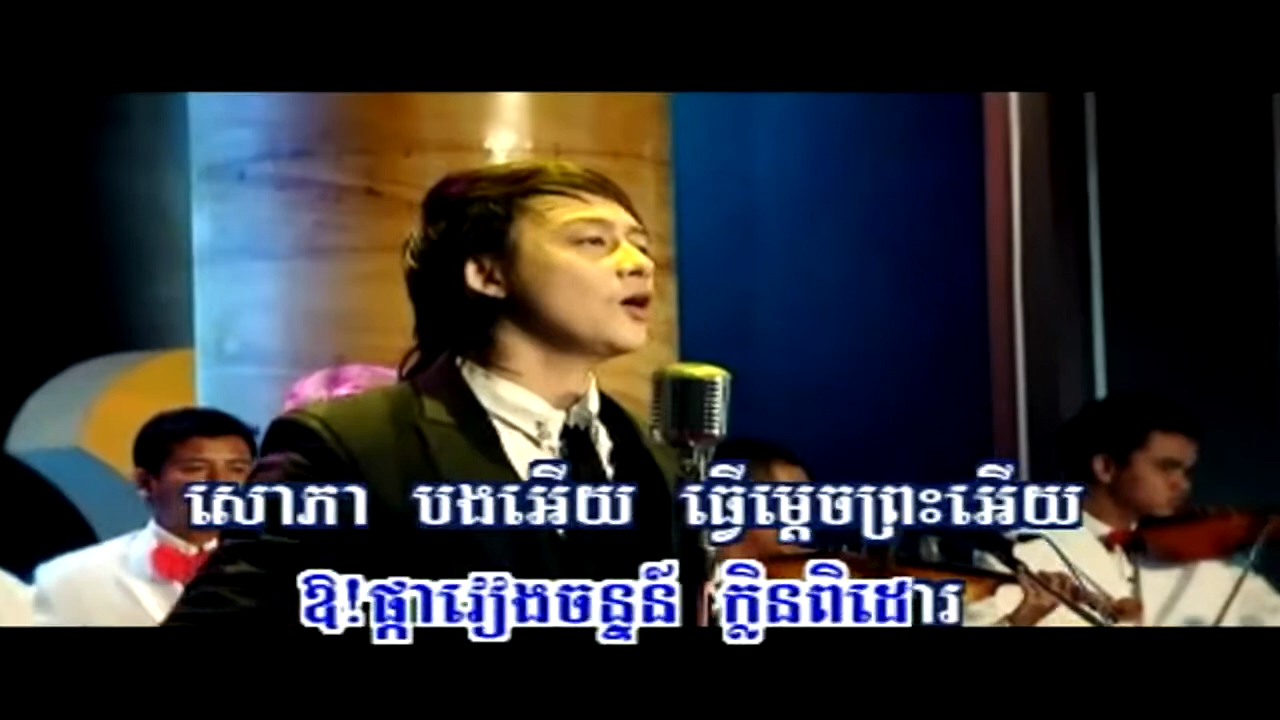 សោភា បងអើយ ធ្វើម្ដេចព្រះអើយ
ឱ!ផ្ការៀងចន្ទន៍ ក្លិនពិដោរ